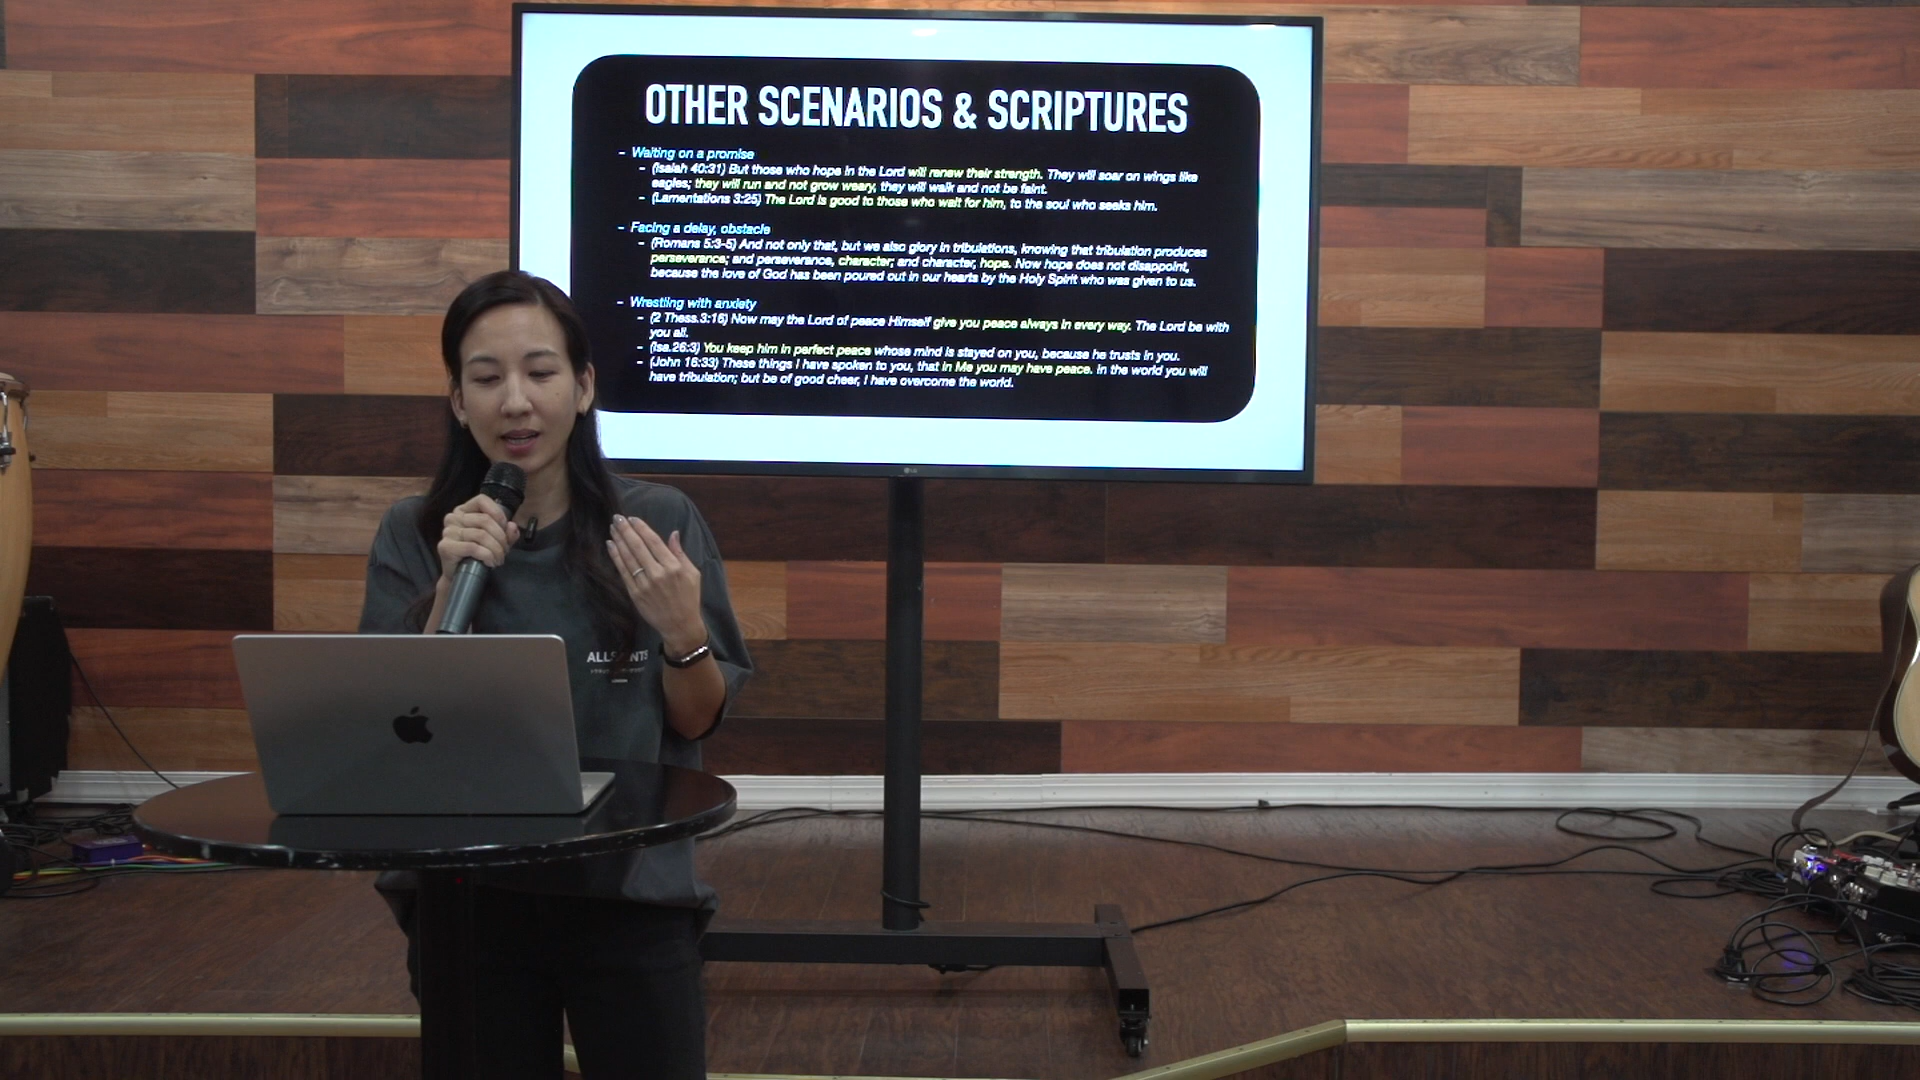 OTHER SCENARIOS & SCRIPTURES
- Waiting on a promise
- (Isaiah 40:31) But those who hope in the Lord will renew their strength. They will soar on wings like
eagles; they will run and not grow weary, they will walk and not be faint.
- (Lamentations 3:25) The Lord is good to those who wait for him, to the soul who seeks him.
- Facing a delay, obstacle
- (Romans 5:3-5) And not only that, but we also glory in tribulations, knowing that tribulation produces
perseverance; and perseverance, character; and character, hope. Now hope does not disappoint,
because the love of God has been poured out in our hearts by the Holy Spirit who was given to us.
- Wrestling with anxiety
- (2 Thess.3:16) Now may the Lord of peace Himself give you peace always in every way. The Lord be with
you all.
- (Isa.26:3) You keep him in perfect peace whose mind is stayed on you, because he trusts in you.
- (John 16:33) These things I have spoken to you, that in Me you may have peace. In the world you will
have tribulation; but be of good cheer, I have overcome the world.
LG
LONDON